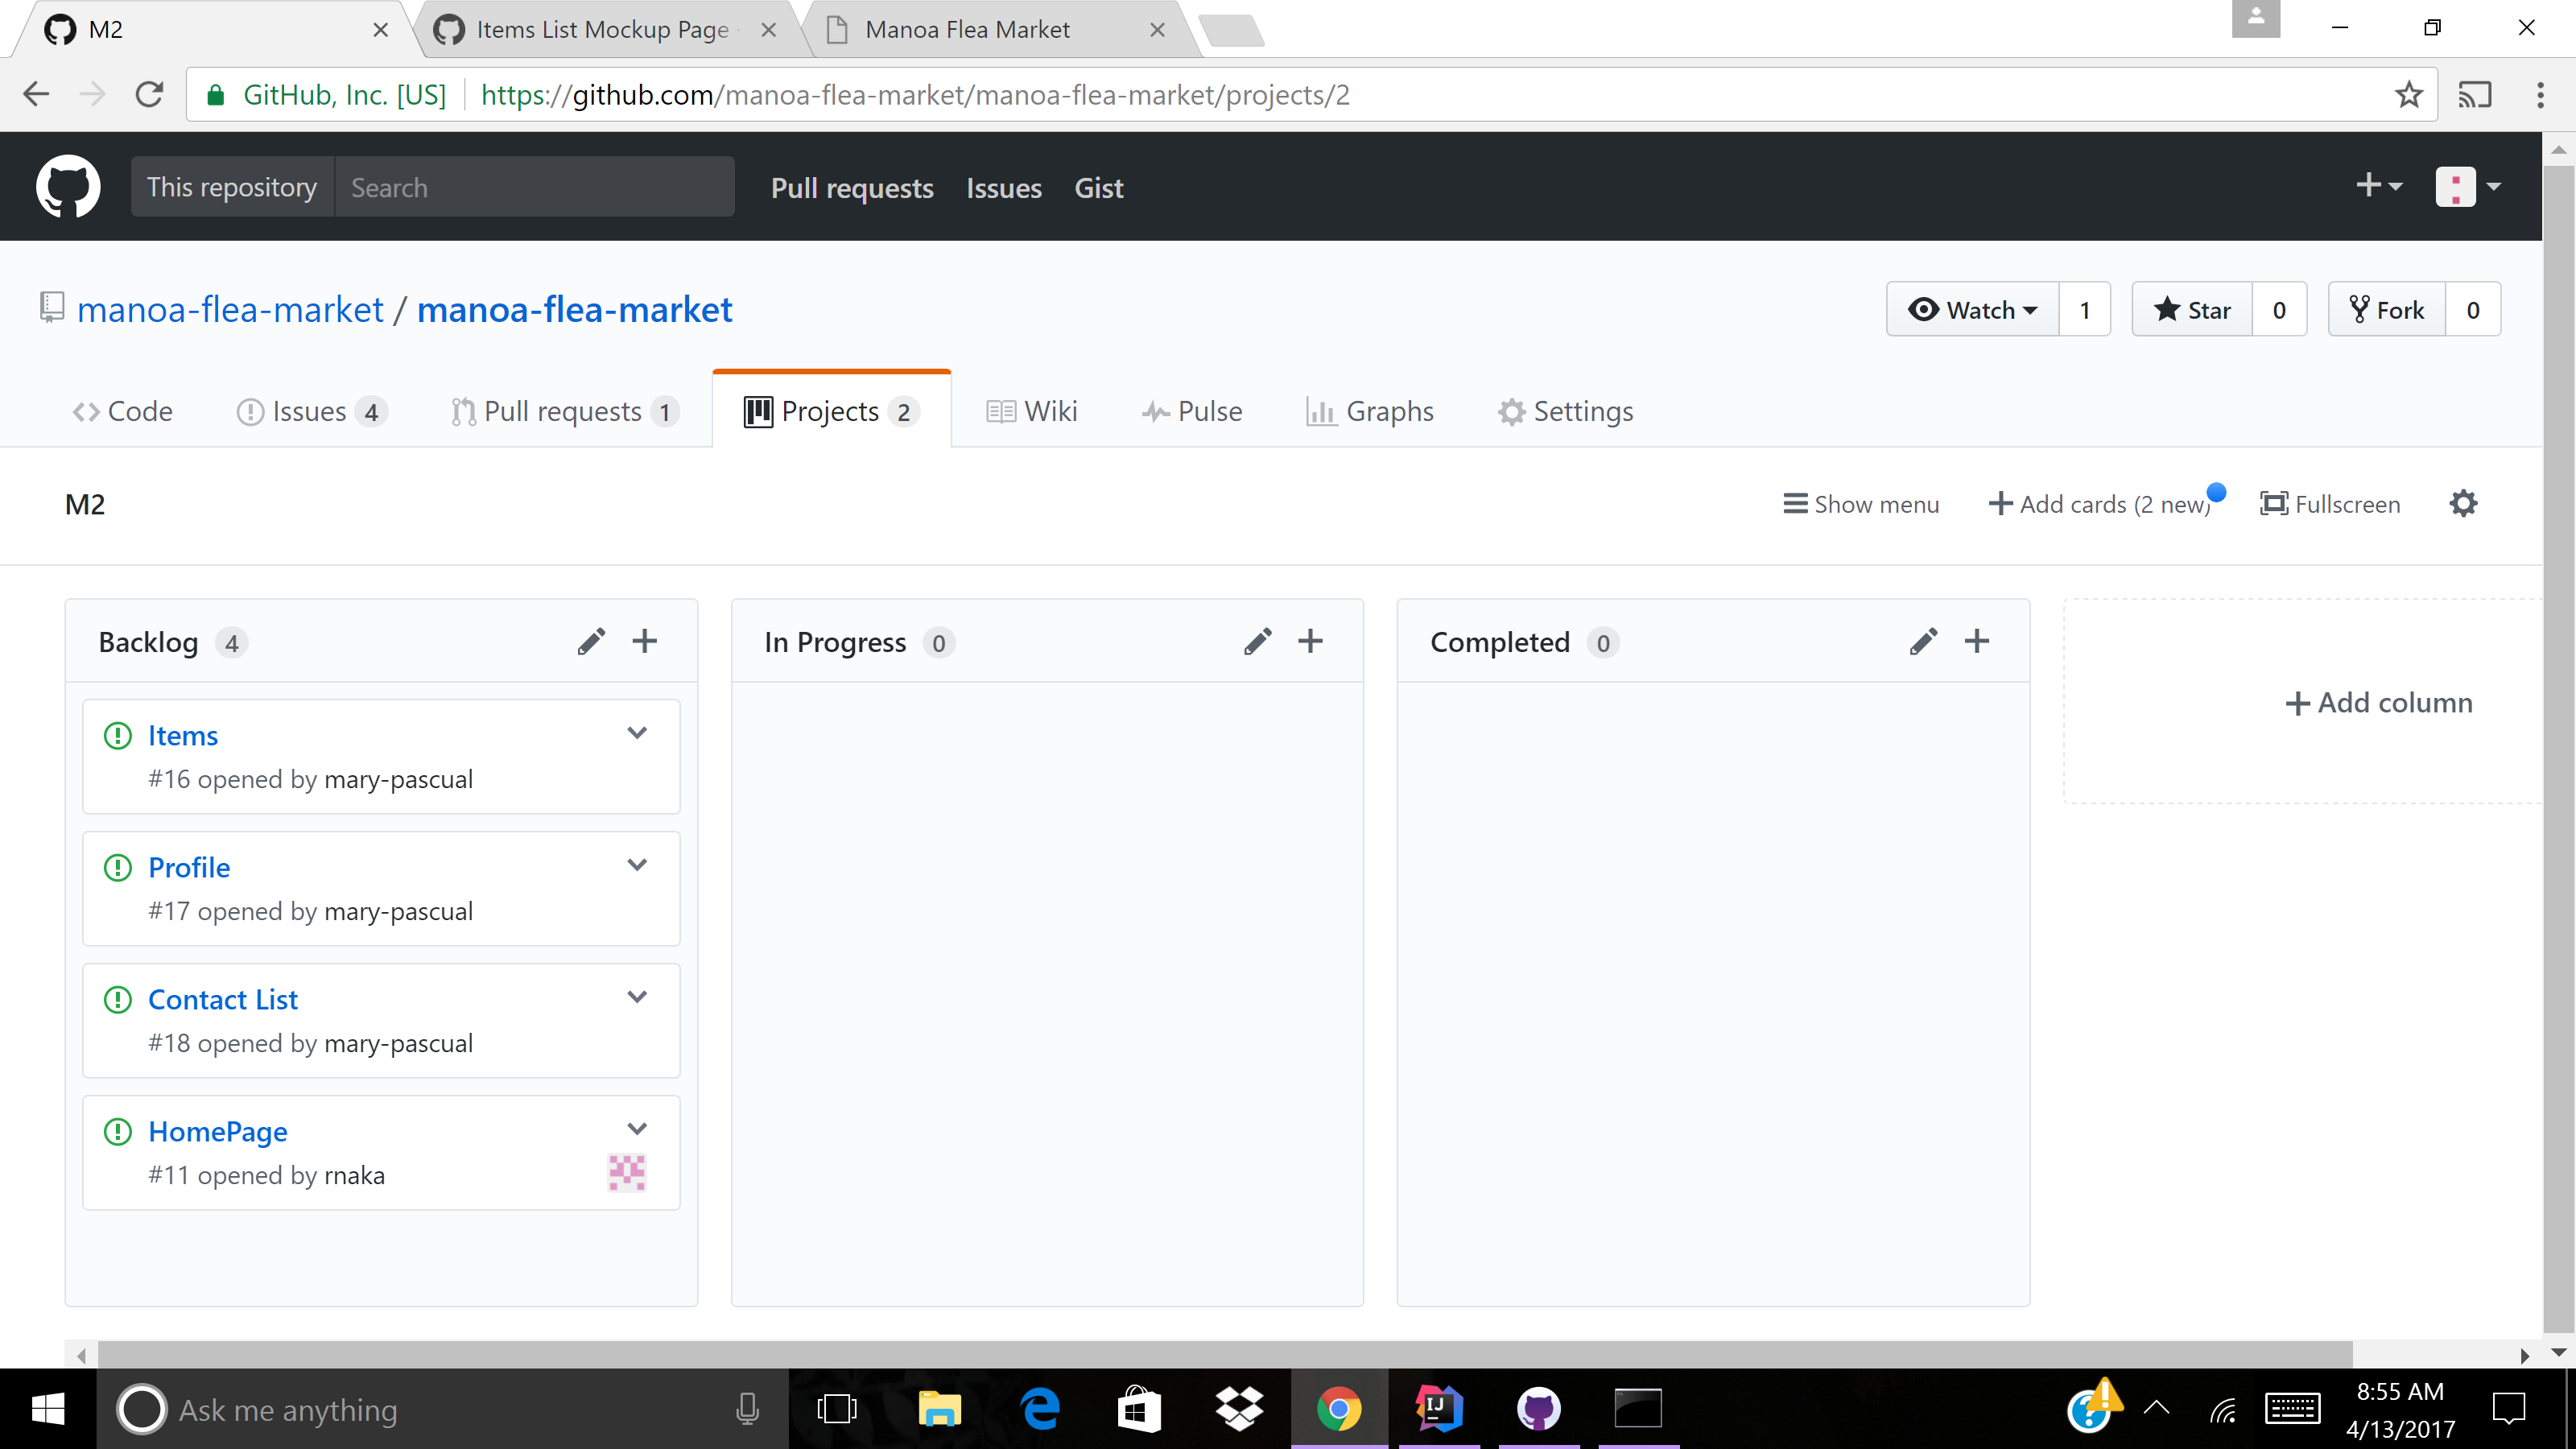 M2
Items List Mockup Page
Manoa Flea Market
GitHub, Inc. [US] https://github.com/manoa-flea-market/manoa-flea-market/projects/2
This repository Search Pull requests Issues Gist
manoa-flea-market / manoa-flea-market
Watch 1 Star 0 Fork 0
Code Issues 4 Pull requests 1 Projects 2 Wiki Pulse Graphs Settings
M2
Show menu Add cards (2 new) Fullscreen
Backlog 4
Items
#16 opened by mary-pascual
Profile
#17 opened by mary-pascual
Contact List
#18 opened by mary-pascual
HomePage
#11 opened by rnaka
In Progress 0
Completed 0
Add column
Ask me anything
IJ
8:55 AM
4/13/2017